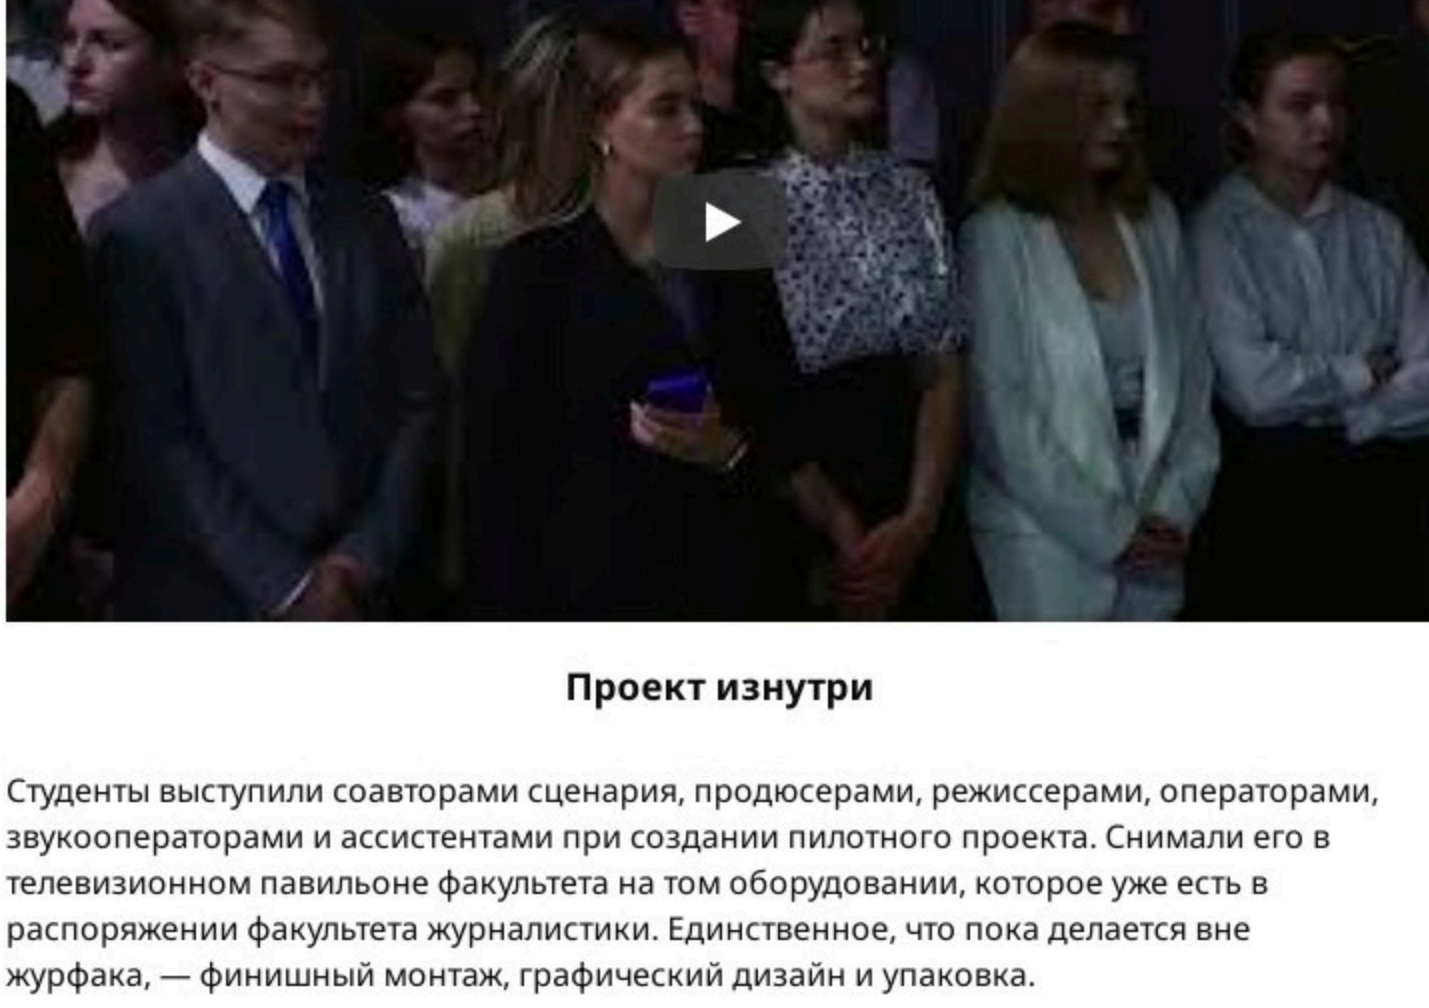 Проект изнутри
Студенты выступили соавторами сценария, продюсерами, режиссерами, операторами,
звукооператорами и ассистентами при создании пилотного проекта. Снимали его в
телевизионном павильоне факультета на том оборудовании, которое уже есть в
распоряжении факультета журналистики. Единственное, что пока делается вне
журфака, — финишный монтаж, графический дизайн и упаковка.